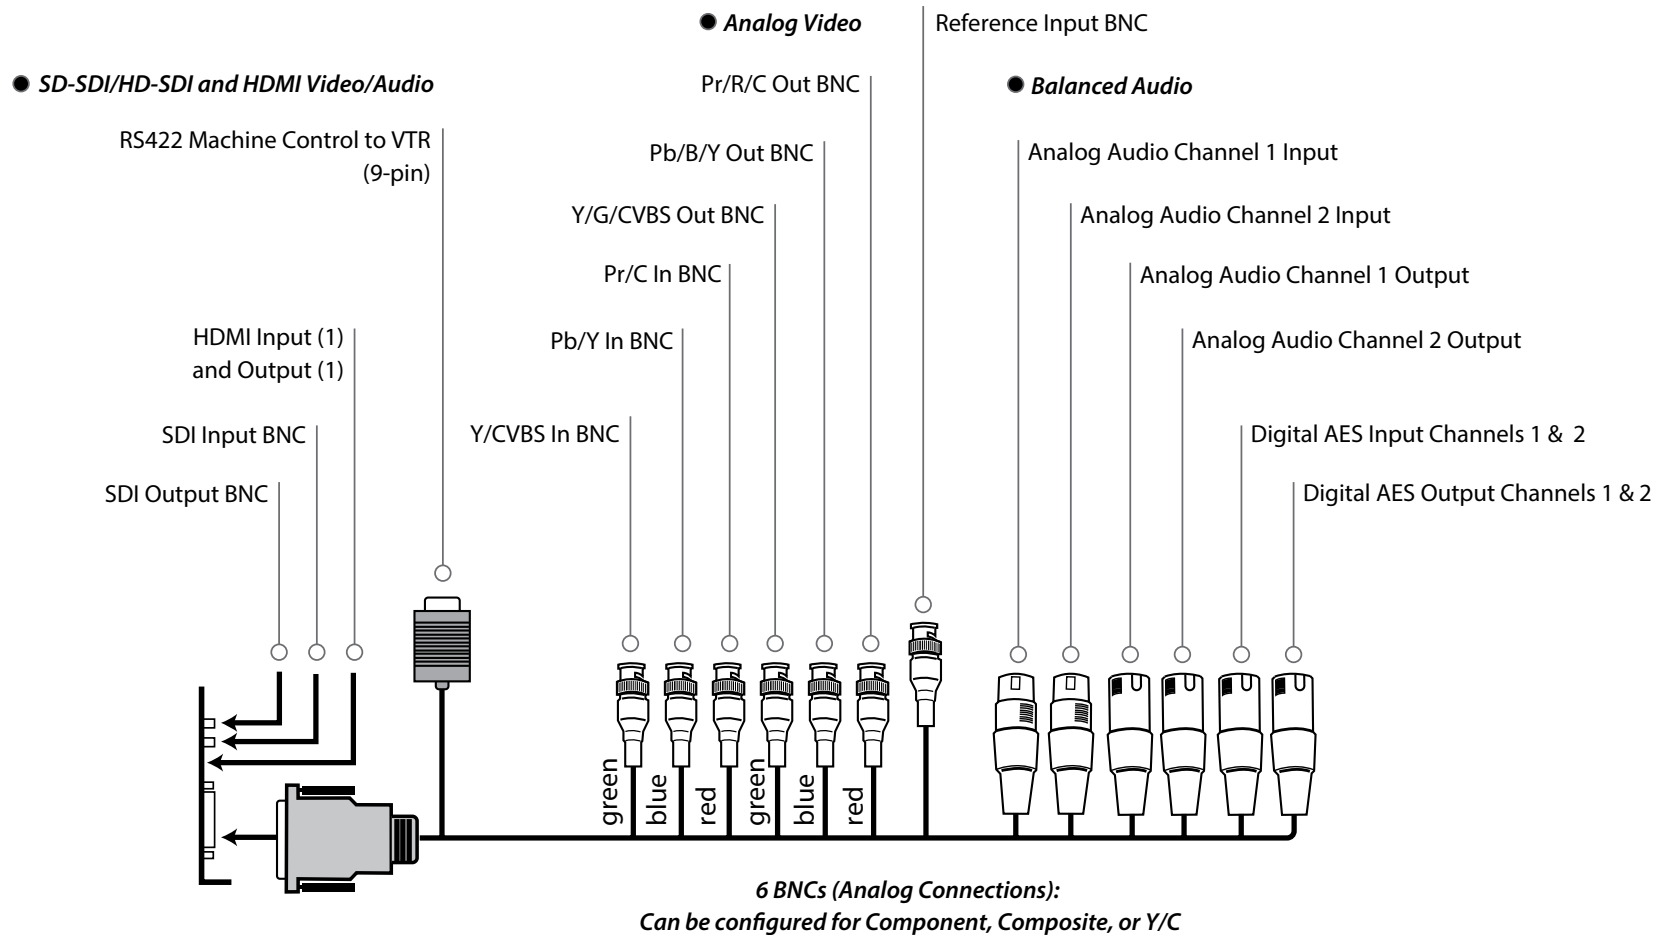 ● Analog Video
Reference Input BNC
● SD-SDI/HD-SDI and HDMI Video/Audio
Pr/R/C Out BNC
● Balanced Audio
RS422 Machine Control to VTR
(9-pin)
Pb/B/Y Out BNC
Analog Audio Channel 1 Input
Y/G/CVBS Out BNC
Analog Audio Channel 2 Input
Pr/C In BNC
Analog Audio Channel 1 Output
HDMI Input (1)
and Output (1)
Pb/Y In BNC
Analog Audio Channel 2 Output
SDI Input BNC
Y/CVBS In BNC
Digital AES Input Channels 1 & 2
SDI Output BNC
Digital AES Output Channels 1 & 2
green
blue
red
green
blue
red
6 BNCs (Analog Connections):
Can be configured for Component, Composite, or Y/C